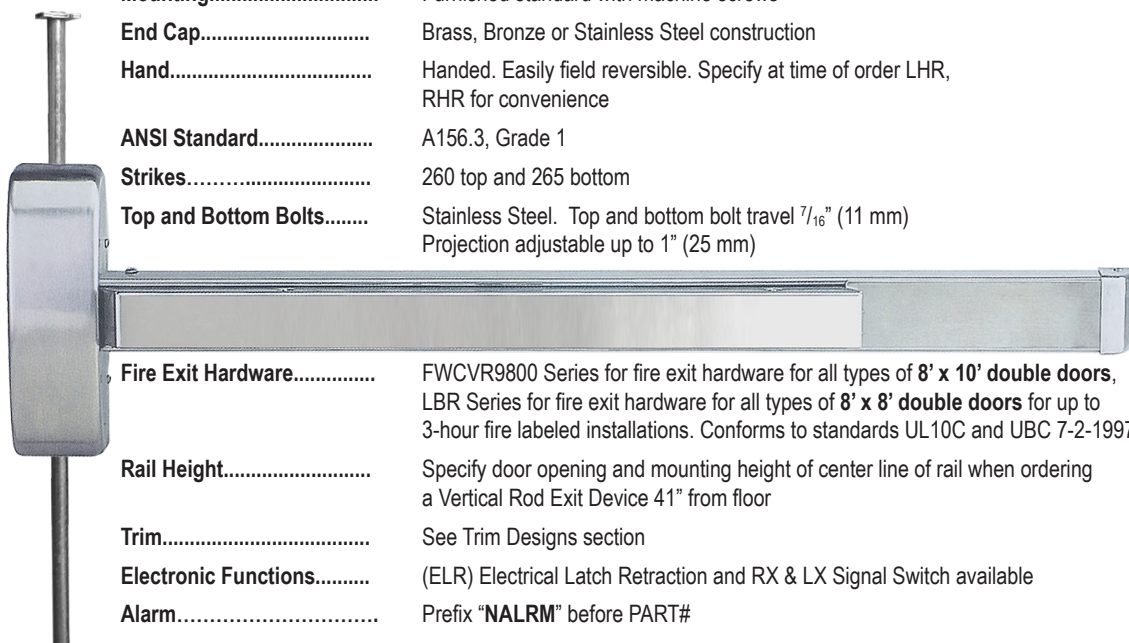 End Cap................................ Brass, Bronze or Stainless Steel construction
Hand...................................... Handed. Easily field reversible. Specify at time of order LHR,
RHR for convenience
ANSI Standard..................... A156.3, Grade 1
Strikes………....................... 260 top and 265 bottom
Top and Bottom Bolts........ Stainless Steel. Top and bottom bolt travel 7/16” (11 mm)
Projection adjustable up to 1” (25 mm)
Fire Exit Hardware............... FWCVR9800 Series for fire exit hardware for all types of 8’ x 10’ double doors,
LBR Series for fire exit hardware for all types of 8’ x 8’ double doors for up to
3-hour fire labeled installations. Conforms to standards UL10C and UBC 7-2-1997
Rail Height............................ Specify door opening and mounting height of center line of rail when ordering
a Vertical Rod Exit Device 41” from floor
Trim....................................... See Trim Designs section
Electronic Functions.......... (ELR) Electrical Latch Retraction and RX & LX Signal Switch available
Alarm………………………… Prefix “NALRM” before PART#